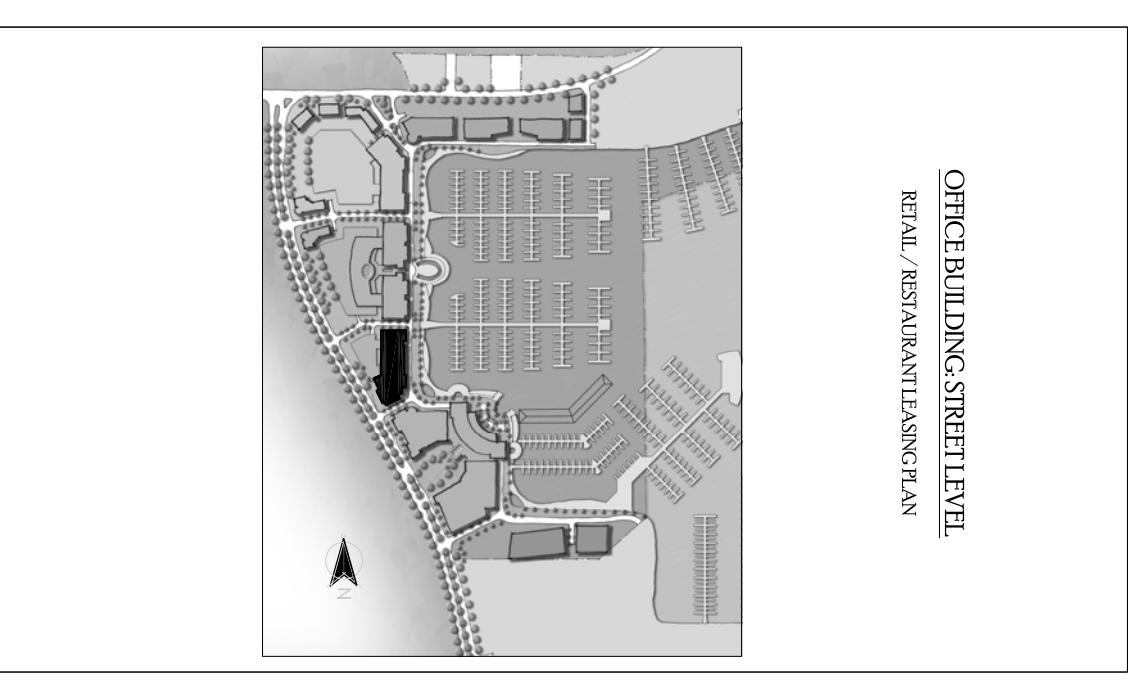 OFFICE BUILDING: STREET LEVEL
RETAIL / RESTAURANT LEASING PLAN
N